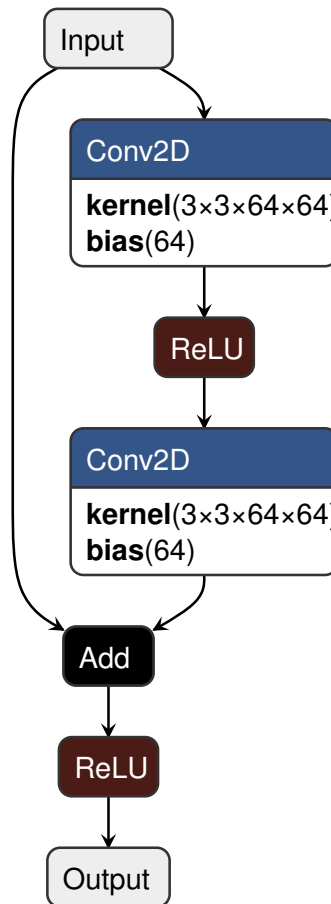 Input
Conv2D
kernel(3×3×64×64)
bias(64)
ReLU
Conv2D
kernel(3×3×64×64)
bias(64)
Add
ReLU
Output